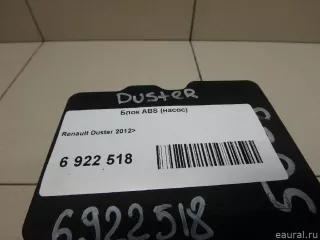 DUSTER
Блок ABS (насос)
Renault Duster 2012>
6 922 518
6922518
eaural.ru